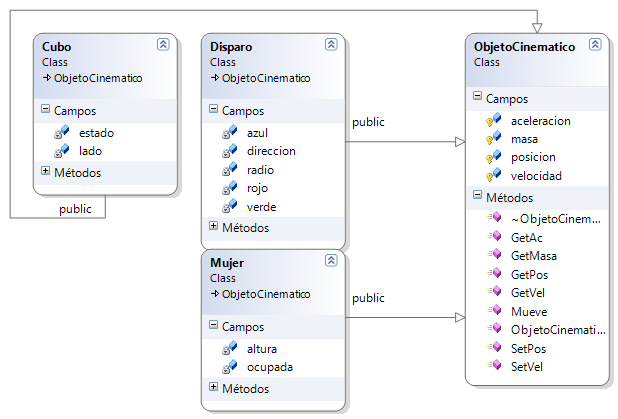 Cubo
Class
ObjetoCinematico
Campos
estado
lado
Métodos
public
Disparo
Class
ObjetoCinematico
Campos
azul
direccion
radio
rojo
verde
Métodos
public
Mujer
Class
ObjetoCinematico
Campos
altura
ocupada
Métodos
public
ObjetoCinematico
Class
Campos
aceleracion
masa
posicion
velocidad
Métodos
~ObjetoCinem...
GetAc
GetMasa
GetPos
GetVel
Mueve
ObjetoCinemati...
SetPos
SetVel